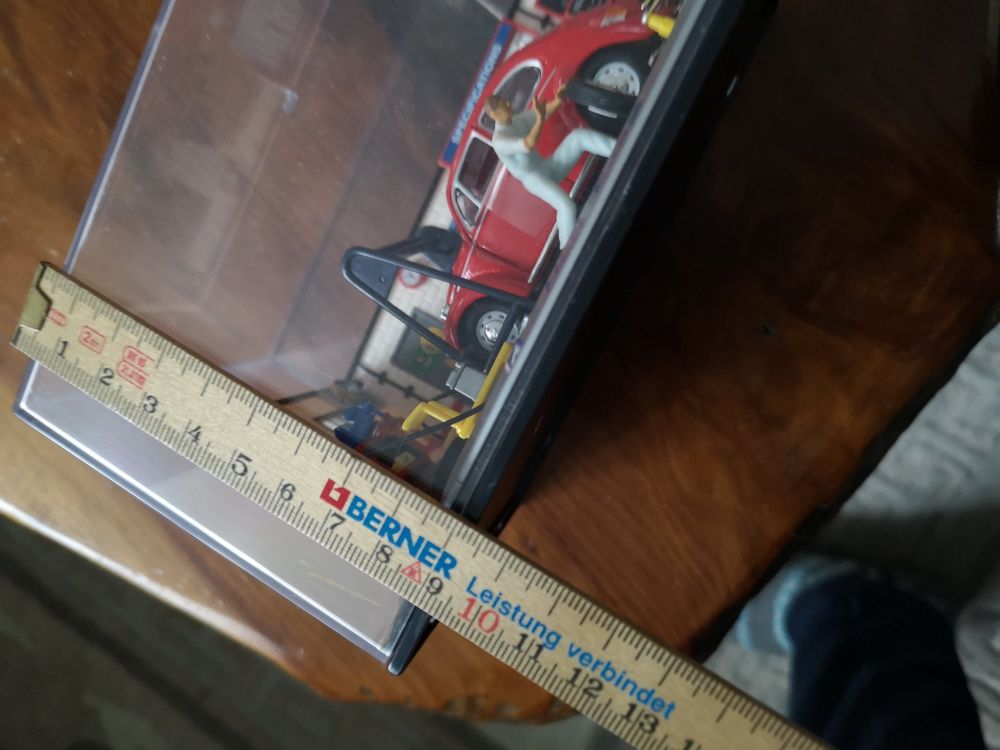 SPECIFICATIONS
2m
1 2 3 4 5 6 7 8 9 10 11 12 13
BERNER
Leistung verbindet